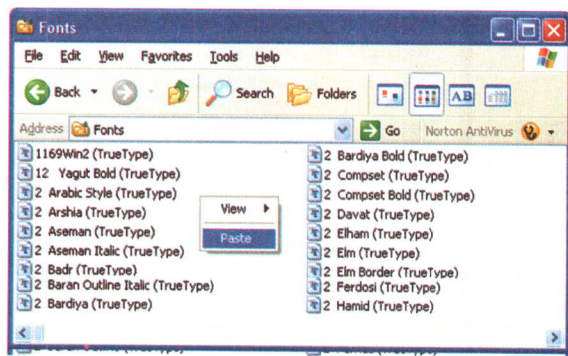 Fonts
File Edit View Favorites Tools Help
Back Search Folders AB
Address Fonts Go Norton AntiVirus
1169Win2 (TrueType)
12 Yagut Bold (TrueType)
2 Arabic Style (TrueType)
2 Arshia (TrueType)
2 Aseman (TrueType)
2 Aseman Italic (TrueType)
2 Badr (TrueType)
2 Baran Outline Italic (TrueType)
2 Bardiya (TrueType)
2 Bardiya Bold (TrueType)
2 Compset (TrueType)
2 Compset Bold (TrueType)
2 Davat (TrueType)
2 Elham (TrueType)
2 Elm (TrueType)
2 Elm Border (TrueType)
2 Ferdosi (TrueType)
2 Hamid (TrueType)
View
Paste